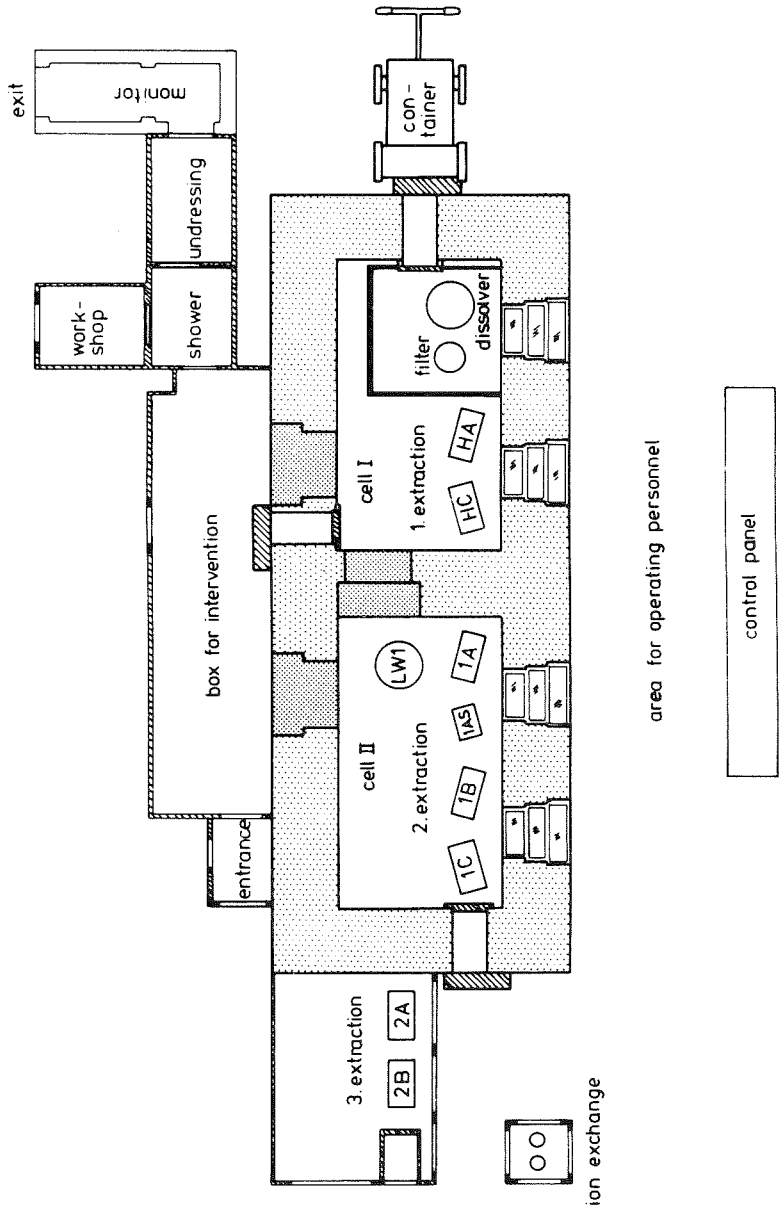 exit
monitor
undressing
work-
shop
shower
con-
tainer
box for intervention
entrance
cell I
1. extraction
HC
HA
filter
dissolver
cell II
2. extraction
LW1
1C
1B
1AS
1A
3. extraction
2B
2A
ion exchange
area for operating personnel
control panel